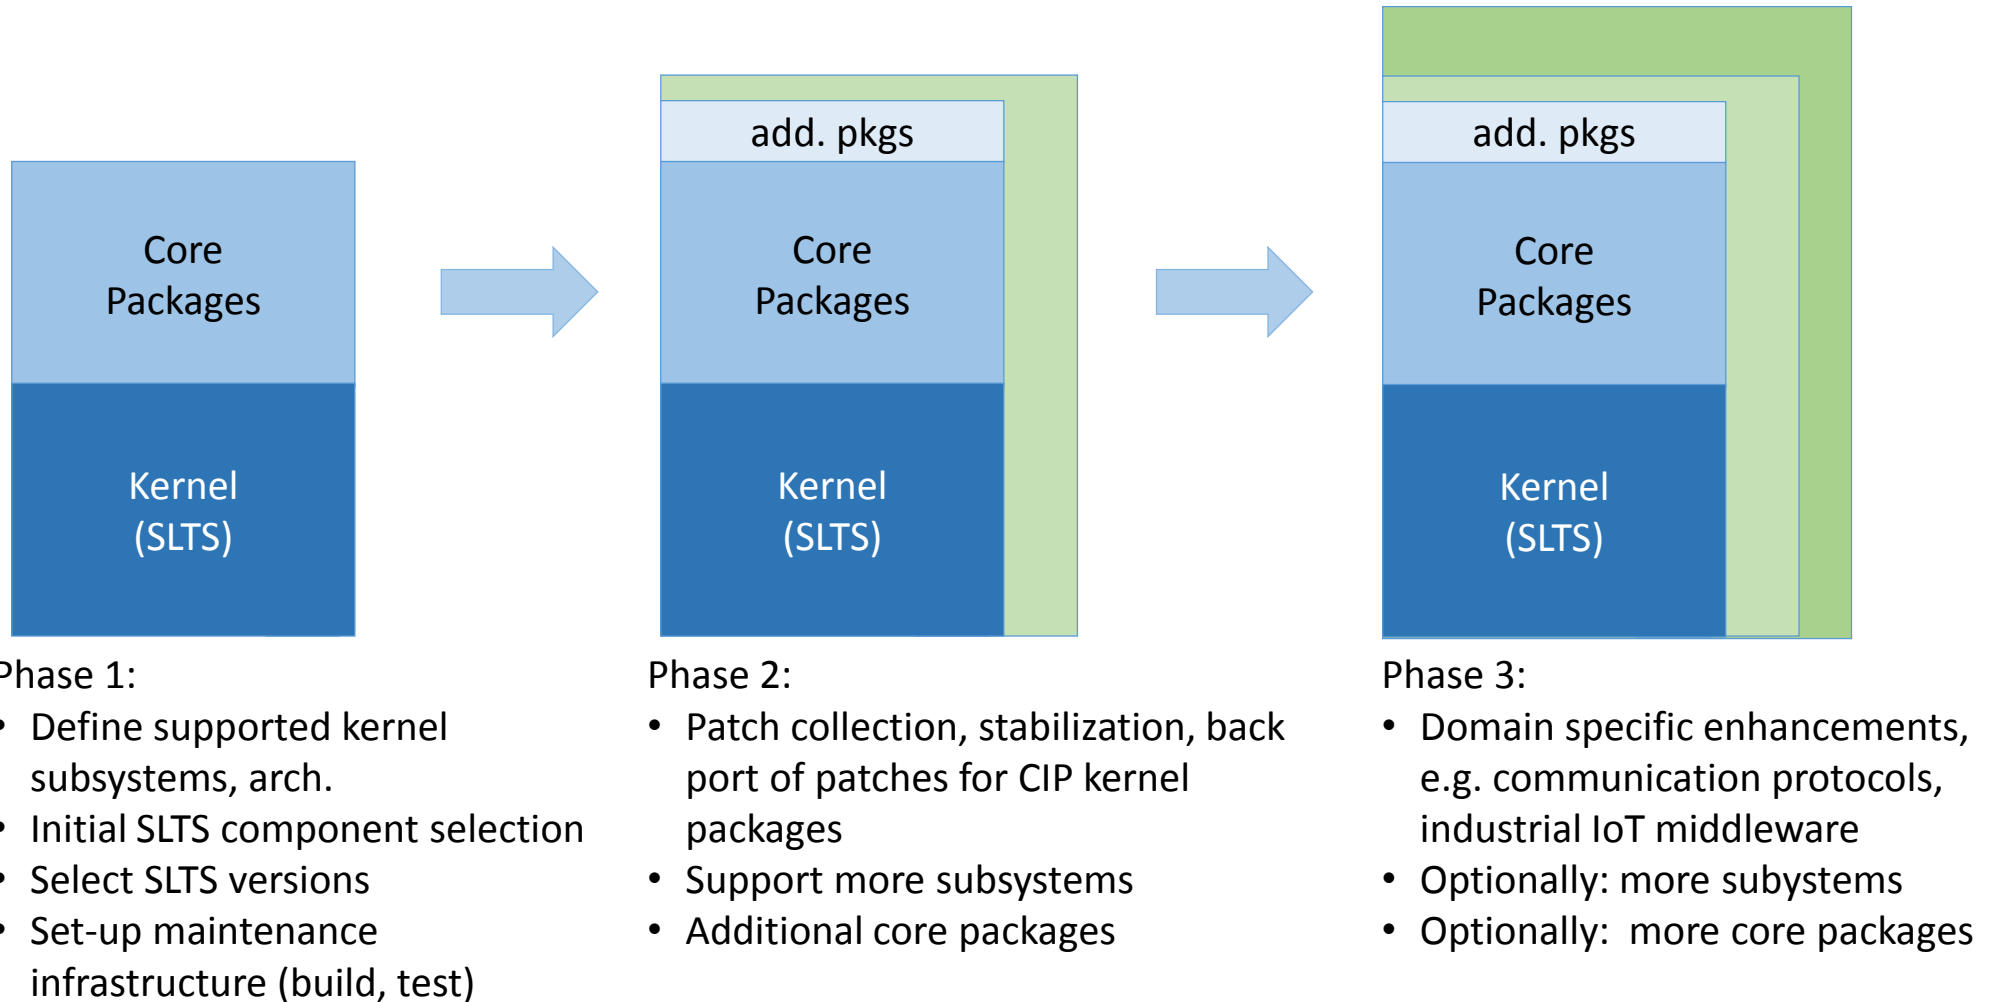 Core
Packages
Kernel
(SLTS)
add. pkgs
Core
Packages
Kernel
(SLTS)
add. pkgs
Core
Packages
Kernel
(SLTS)
Phase 1:
• Define supported kernel
subsystems, arch.
• Initial SLTS component selection
• Select SLTS versions
• Set-up maintenance
infrastructure (build, test)
Phase 2:
• Patch collection, stabilization, back
port of patches for CIP kernel
packages
• Support more subsystems
• Additional core packages
Phase 3:
• Domain specific enhancements,
e.g. communication protocols,
industrial IoT middleware
• Optionally: more subystems
• Optionally:  more core packages